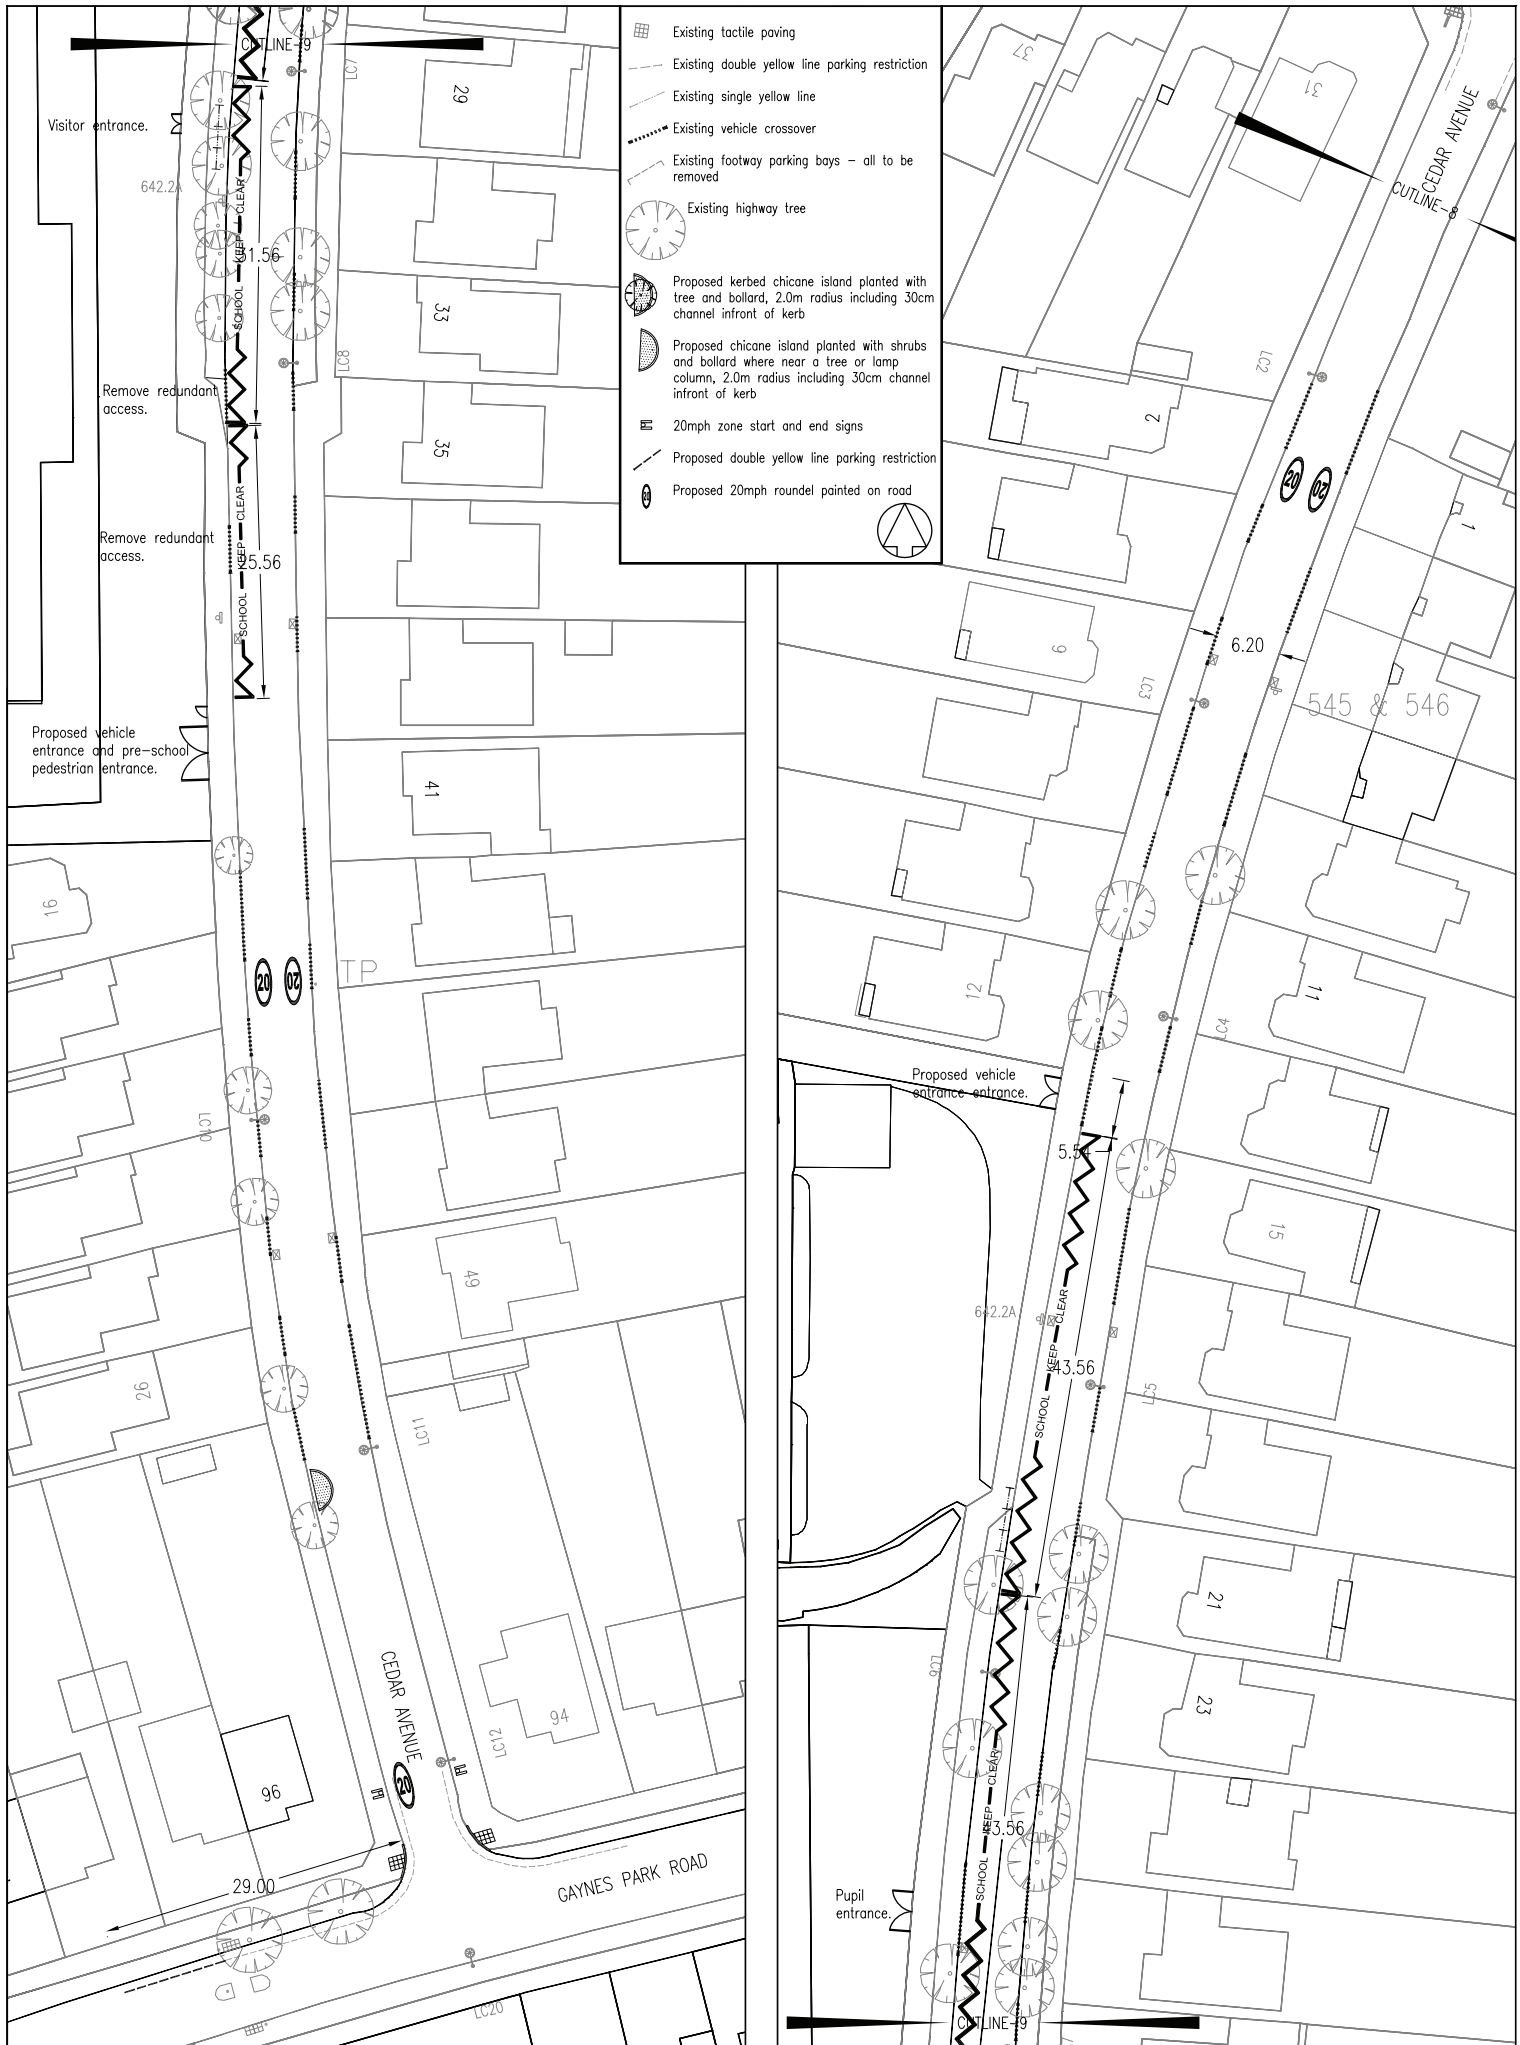 CUTLINE-9
LC7
29
Visitor entrance.
642.2A
SCHOOL KEEP CLEAR
31.56
33
LC8
Remove redundant
access.
35
SCHOOL KEEP CLEAR
Remove redundant
access.
25.56
Proposed vehicle
entrance and pre-school
pedestrian entrance.
41
16
20
20
TP
LC10
49
26
LC11
CEDAR AVENUE
94
LC12
96
20
29.00
GAYNES PARK ROAD
LC20
Existing tactile paving
Existing double yellow line parking restriction
Existing single yellow line
Existing vehicle crossover
Existing footway parking bays - all to be
removed
Existing highway tree
Proposed kerbed chicane island planted with
tree and bollard, 2.0m radius including 30cm
channel infront of kerb
Proposed chicane island planted with shrubs
and bollard where near a tree or lamp
column, 2.0m radius including 30cm channel
infront of kerb
20mph zone start and end signs
Proposed double yellow line parking restriction
20
Proposed 20mph roundel painted on road
37
31
CEDAR AVENUE
CUTLINE-8
LC2
2
20
20
1
6.20
9
LC3
545 & 546
12
11
LC4
Proposed vehicle
entrance entrance.
5.54
15
642.2A
SCHOOL KEEP CLEAR
43.56
LC5
21
LC6
23
SCHOOL KEEP CLEAR
43.56
Pupil
entrance.
CUTLINE-9